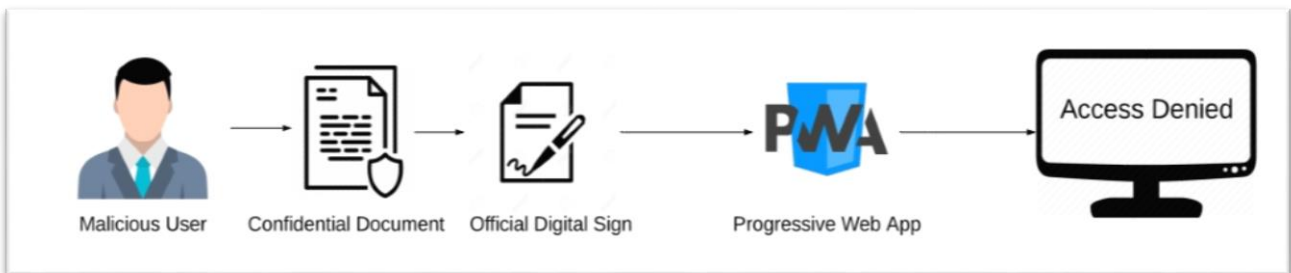 PWA
Access Denied
Malicious User
Confidential Document
Official Digital Sign
Progressive Web App